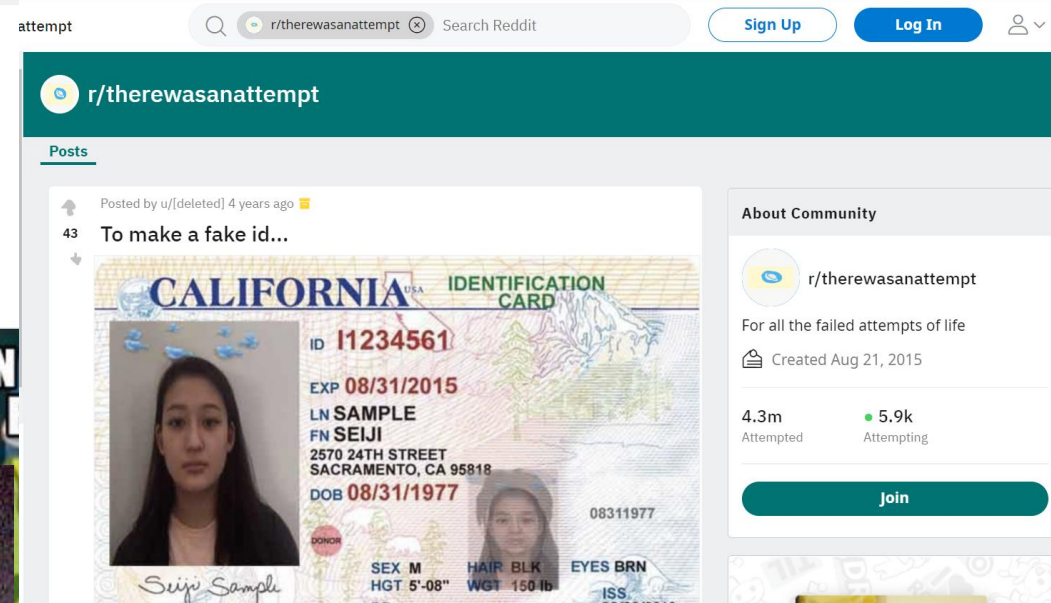 attempt
r/therewasanattempt
Search Reddit
Sign Up
Log In
r/therewasanattempt
Posts
Posted by u/[deleted] 4 years ago
43
To make a fake id...
CALIFORNIA USA
IDENTIFICATION
CARD
ID I1234561
EXP 08/31/2015
LN SAMPLE
FN SEIJI
2570 24TH STREET
SACRAMENTO, CA 95818
DOB 08/31/1977
08311977
DONOR
SEX M HAIR BLK EYES BRN
HGT 5'-08" WGT 150 lb
ISS
Seiji Sample
About Community
r/therewasanattempt
For all the failed attempts of life
Created Aug 21, 2015
4.3m 5.9k
Attempted Attempting
Join